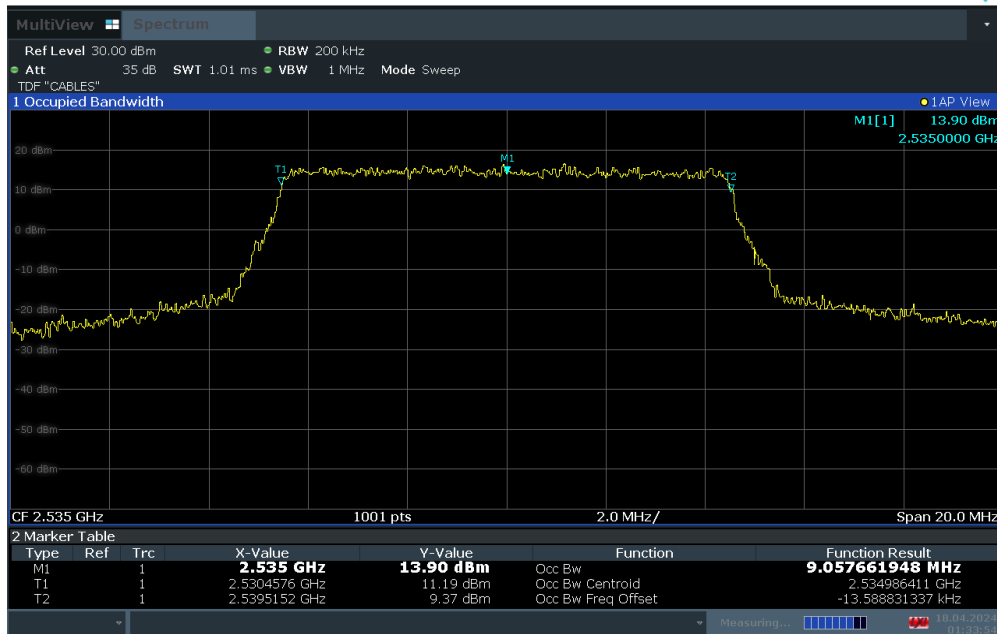 MultiView Spectrum
Ref Level 30.00 dBm RBW 200 kHz
Att 35 dB SWT 1.01 ms VBW 1 MHz Mode Sweep
TDF "CABLES"
1 Occupied Bandwidth 1AP View
M1[1] 13.90 dBm
2.5350000 GHz
20 dBm
M1
T1
T2
10 dBm
0 dBm
-10 dBm
-20 dBm
-30 dBm
-40 dBm
-50 dBm
-60 dBm
CF 2.535 GHz 1001 pts 2.0 MHz/ Span 20.0 MHz
2 Marker Table
Type Ref Trc X-Value Y-Value Function Function Result
M1 1 2.535 GHz 13.90 dBm Occ Bw 9.057661948 MHz
T1 1 2.5304576 GHz 11.19 dBm Occ Bw Centroid 2.534986411 GHz
T2 1 2.5395152 GHz 9.37 dBm Occ Bw Freq Offset -13.588831337 kHz
Measuring... 18.04.2024
01:33:54